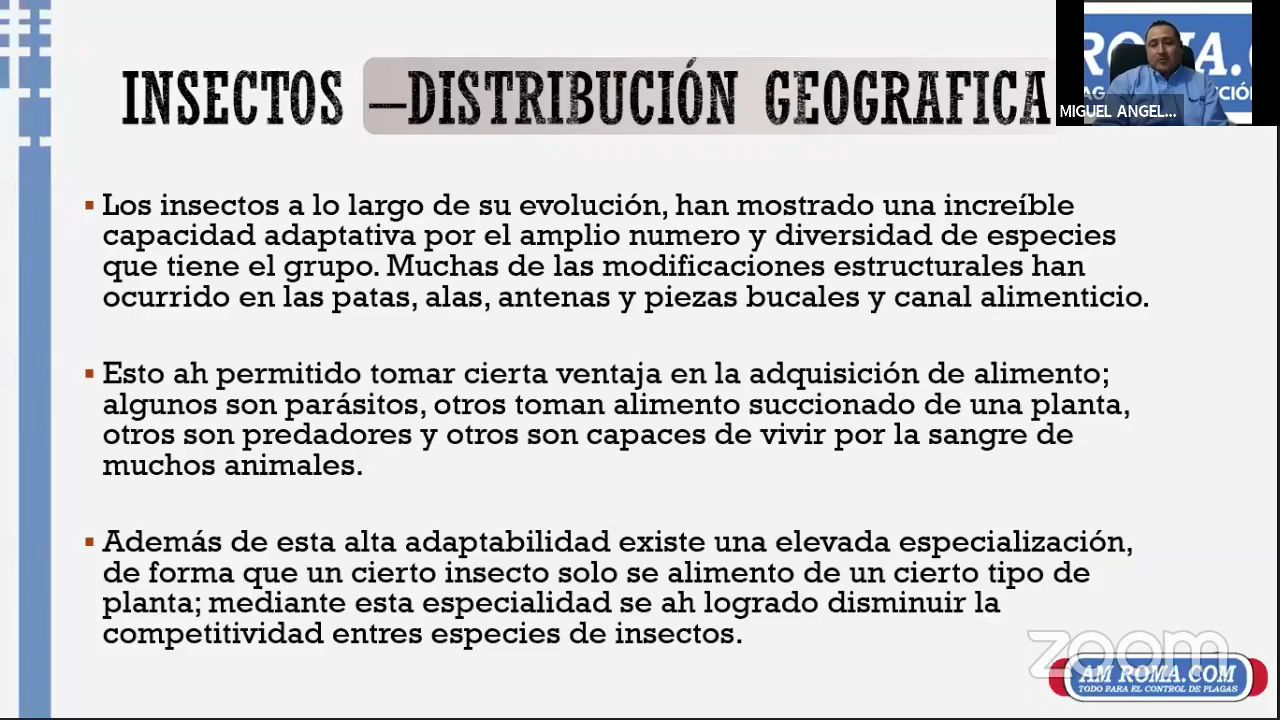 INSECTOS –DISTRIBUCIÓN GEOGRAFICA
MIGUEL ANGEL...
Los insectos a lo largo de su evolución, han mostrado una increíble
capacidad adaptativa por el amplio numero y diversidad de especies
que tiene el grupo. Muchas de las modificaciones estructurales han
ocurrido en las patas, alas, antenas y piezas bucales y canal alimenticio.
Esto ah permitido tomar cierta ventaja en la adquisición de alimento;
algunos son parásitos, otros toman alimento succionado de una planta,
otros son predadores y otros son capaces de vivir por la sangre de
muchos animales.
Además de esta alta adaptabilidad existe una elevada especialización,
de forma que un cierto insecto solo se alimento de un cierto tipo de
planta; mediante esta especialidad se ah logrado disminuir la
competitividad entres especies de insectos.
zoom
AM ROMA.COM
TODO PARA EL CONTROL DE PLAGAS